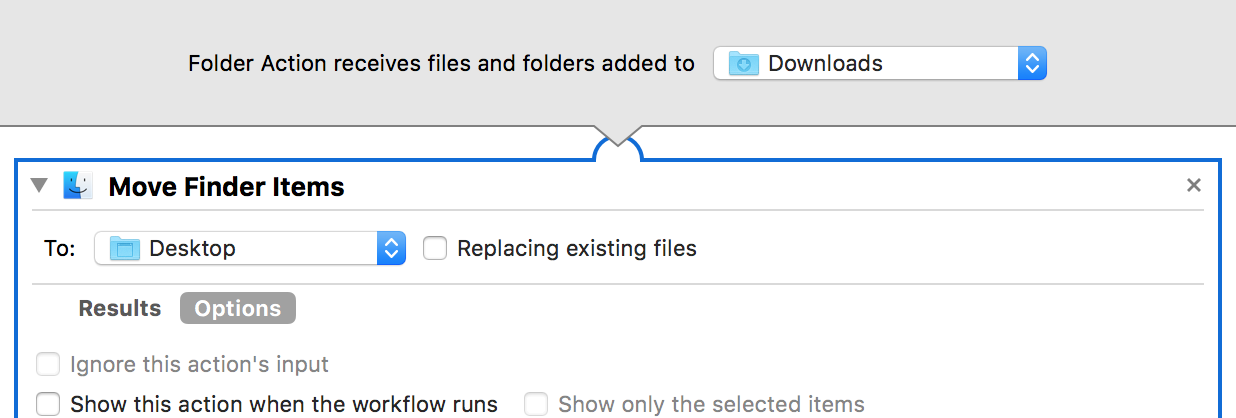 Folder Action receives files and folders added to Downloads
Move Finder Items
To: Desktop Replacing existing files
Results Options
Ignore this action's input
Show this action when the workflow runs Show only the selected items